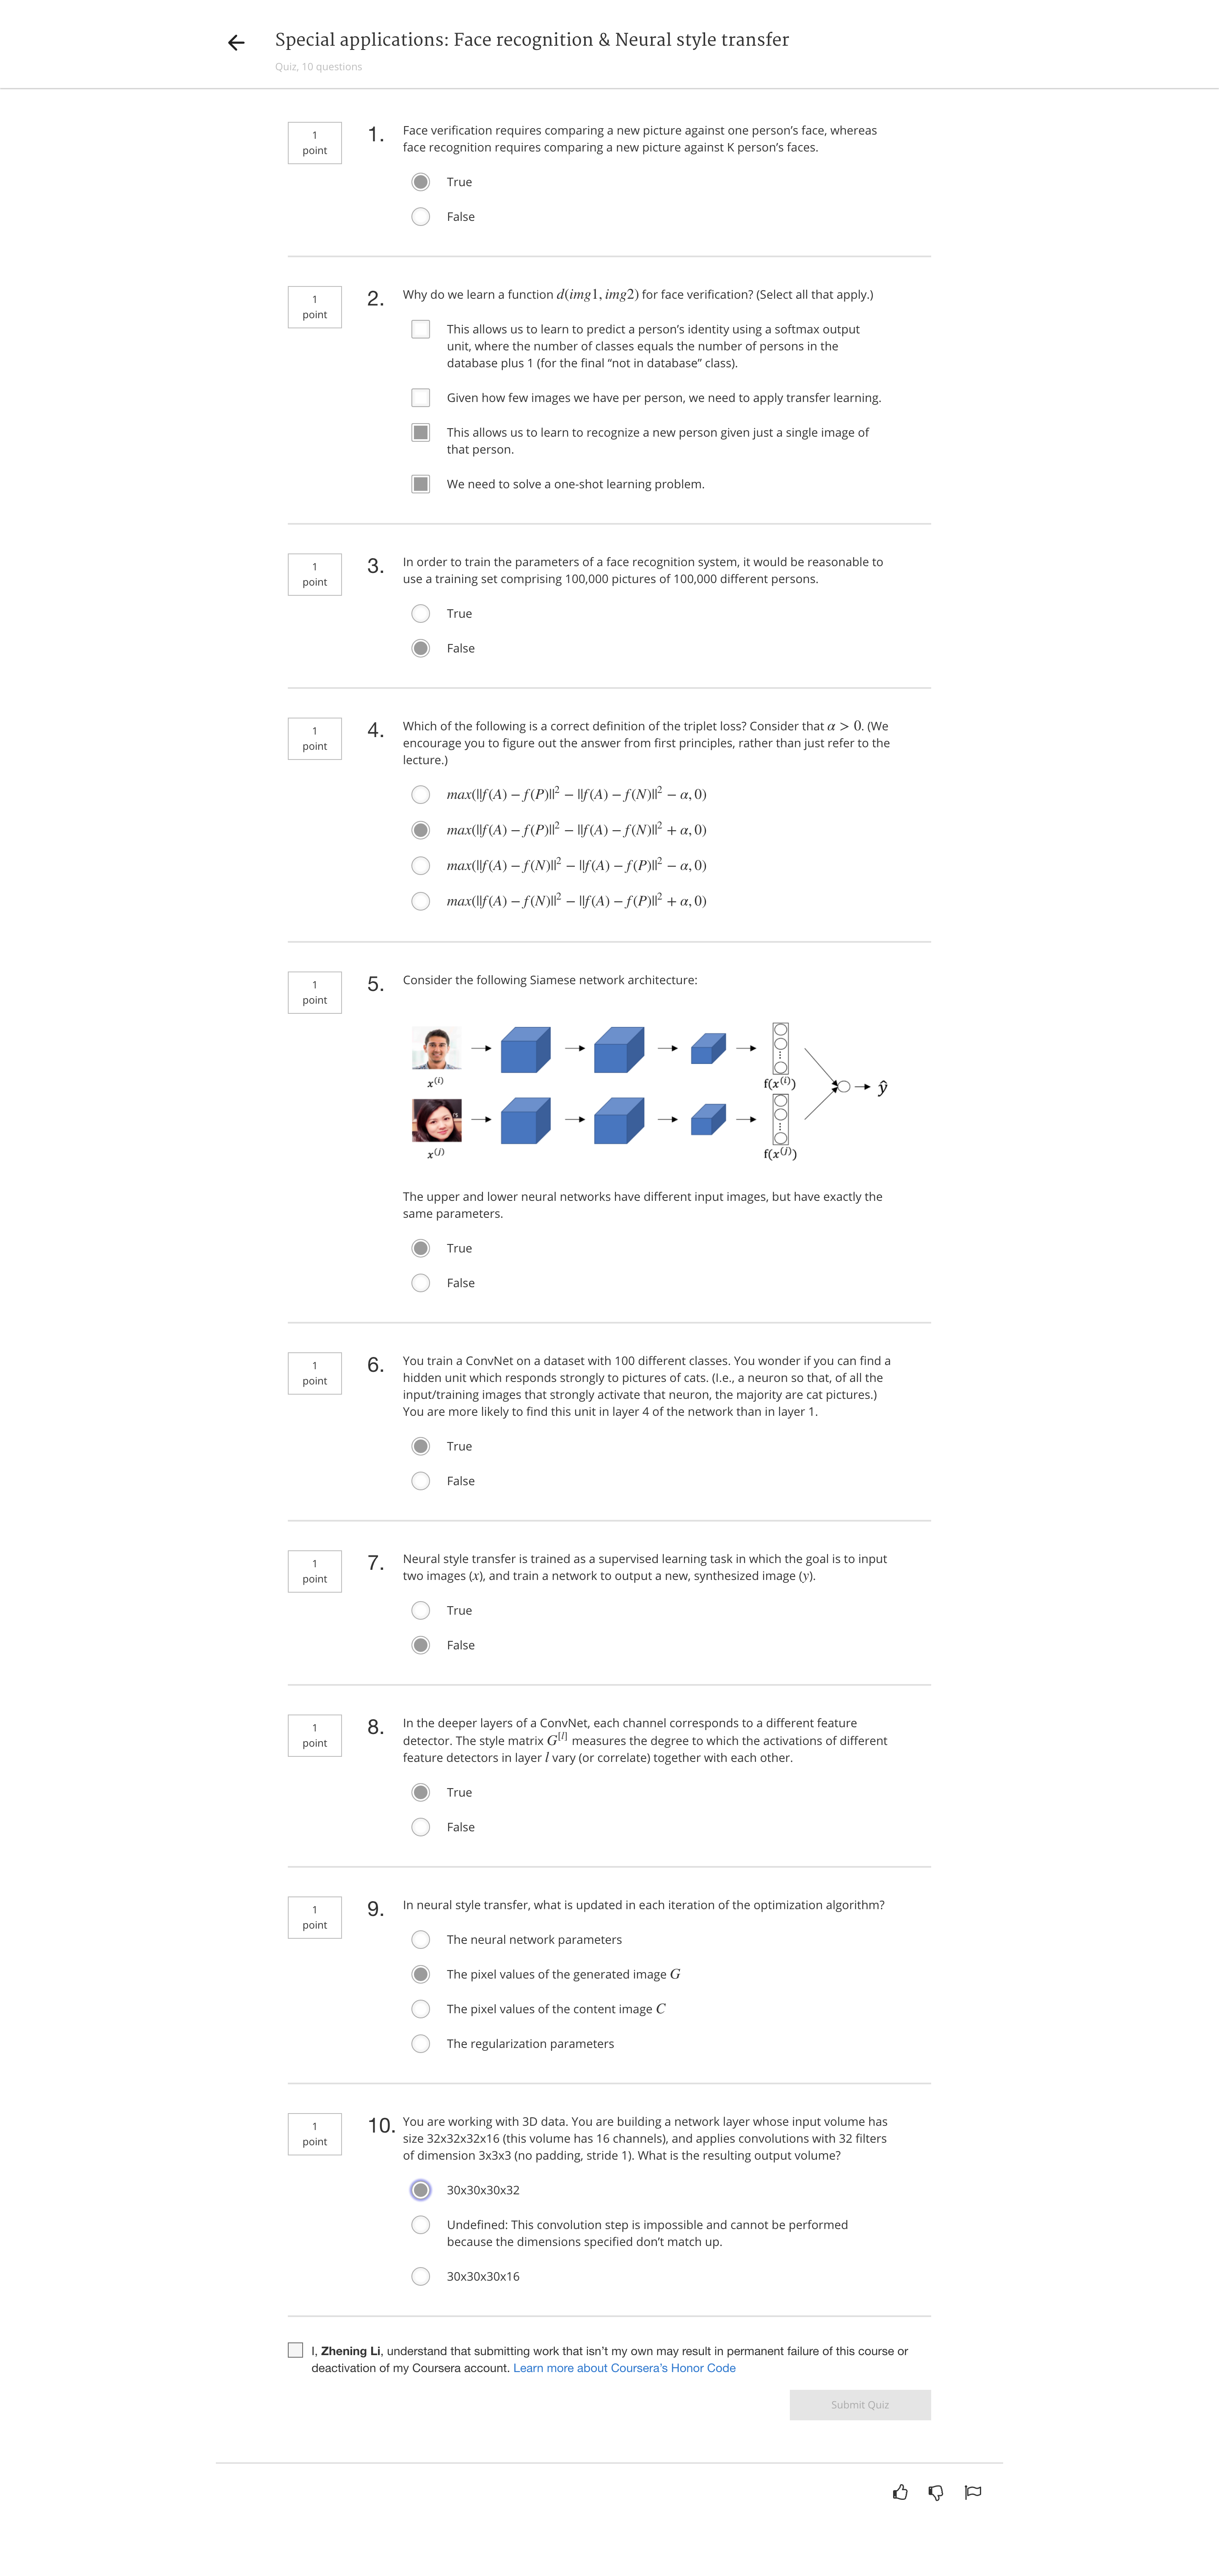 Special applications: Face recognition & Neural style transfer
Quiz, 10 questions
1
point
1.
Face verification requires comparing a new picture against one person's face, whereas
face recognition requires comparing a new picture against K person's faces.
True
False
1
point
2.
Why do we learn a function d(img1, img2) for face verification? (Select all that apply.)
This allows us to learn to predict a person's identity using a softmax output
unit, where the number of classes equals the number of persons in the
database plus 1 (for the final “not in database” class).
Given how few images we have per person, we need to apply transfer learning.
This allows us to learn to recognize a new person given just a single image of
that person.
We need to solve a one-shot learning problem.
1
point
3.
In order to train the parameters of a face recognition system, it would be reasonable to
use a training set comprising 100,000 pictures of 100,000 different persons.
True
False
1
point
4.
Which of the following is a correct definition of the triplet loss? Consider that α > 0. (We
encourage you to figure out the answer from first principles, rather than just refer to the
lecture.)
max(||f(A) − f(P)||² − ||f(A) − f(N)||² − α, 0)
max(||f(A) − f(P)||² − ||f(A) − f(N)||² + α, 0)
max(||f(A) − f(N)||² − ||f(A) − f(P)||² − α, 0)
max(||f(A) − f(N)||² − ||f(A) − f(P)||² + α, 0)
1
point
5.
Consider the following Siamese network architecture:
x⁽ⁱ⁾
f(x⁽ⁱ⁾)
ŷ
x⁽ʲ⁾
f(x⁽ʲ⁾)
The upper and lower neural networks have different input images, but have exactly the
same parameters.
True
False
1
point
6.
You train a ConvNet on a dataset with 100 different classes. You wonder if you can find a
hidden unit which responds strongly to pictures of cats. (I.e., a neuron so that, of all the
input/training images that strongly activate that neuron, the majority are cat pictures.)
You are more likely to find this unit in layer 4 of the network than in layer 1.
True
False
1
point
7.
Neural style transfer is trained as a supervised learning task in which the goal is to input
two images (x), and train a network to output a new, synthesized image (y).
True
False
1
point
8.
In the deeper layers of a ConvNet, each channel corresponds to a different feature
detector. The style matrix G^[l] measures the degree to which the activations of different
feature detectors in layer l vary (or correlate) together with each other.
True
False
1
point
9.
In neural style transfer, what is updated in each iteration of the optimization algorithm?
The neural network parameters
The pixel values of the generated image G
The pixel values of the content image C
The regularization parameters
1
point
10.
You are working with 3D data. You are building a network layer whose input volume has
size 32x32x32x16 (this volume has 16 channels), and applies convolutions with 32 filters
of dimension 3x3x3 (no padding, stride 1). What is the resulting output volume?
30x30x30x32
Undefined: This convolution step is impossible and cannot be performed
because the dimensions specified don't match up.
30x30x30x16
I, Zhening Li, understand that submitting work that isn't my own may result in permanent failure of this course or
deactivation of my Coursera account. Learn more about Coursera's Honor Code
Submit Quiz